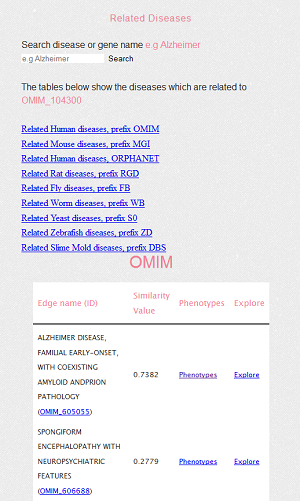 Related Diseases
Search disease or gene name e.g Alzheimer
e.g Alzheimer Search
The tables below show the diseases which are related to
OMIM_104300
Related Human diseases, prefix OMIM
Related Mouse diseases, prefix MGI
Related Human diseases, ORPHANET
Related Rat diseases, prefix RGD
Related Fly diseases, prefix FB
Related Worm diseases, prefix WB
Related Yeast diseases, prefix S0
Related Zebrafish diseases, prefix ZD
Related Slime Mold diseases, prefix DBS
OMIM
Edge name (ID) Similarity Value Phenotypes Explore
ALZHEIMER DISEASE,
FAMILIAL EARLY-ONSET,
WITH COEXISTING
AMYLOID ANDPRION
PATHOLOGY
(OMIM_605055)
0.7382 Phenotypes Explore
SPONGIFORM
ENCEPHALOPATHY WITH
NEUROPSYCHIATRIC
FEATURES
(OMIM_606688)
0.2779 Phenotypes Explore